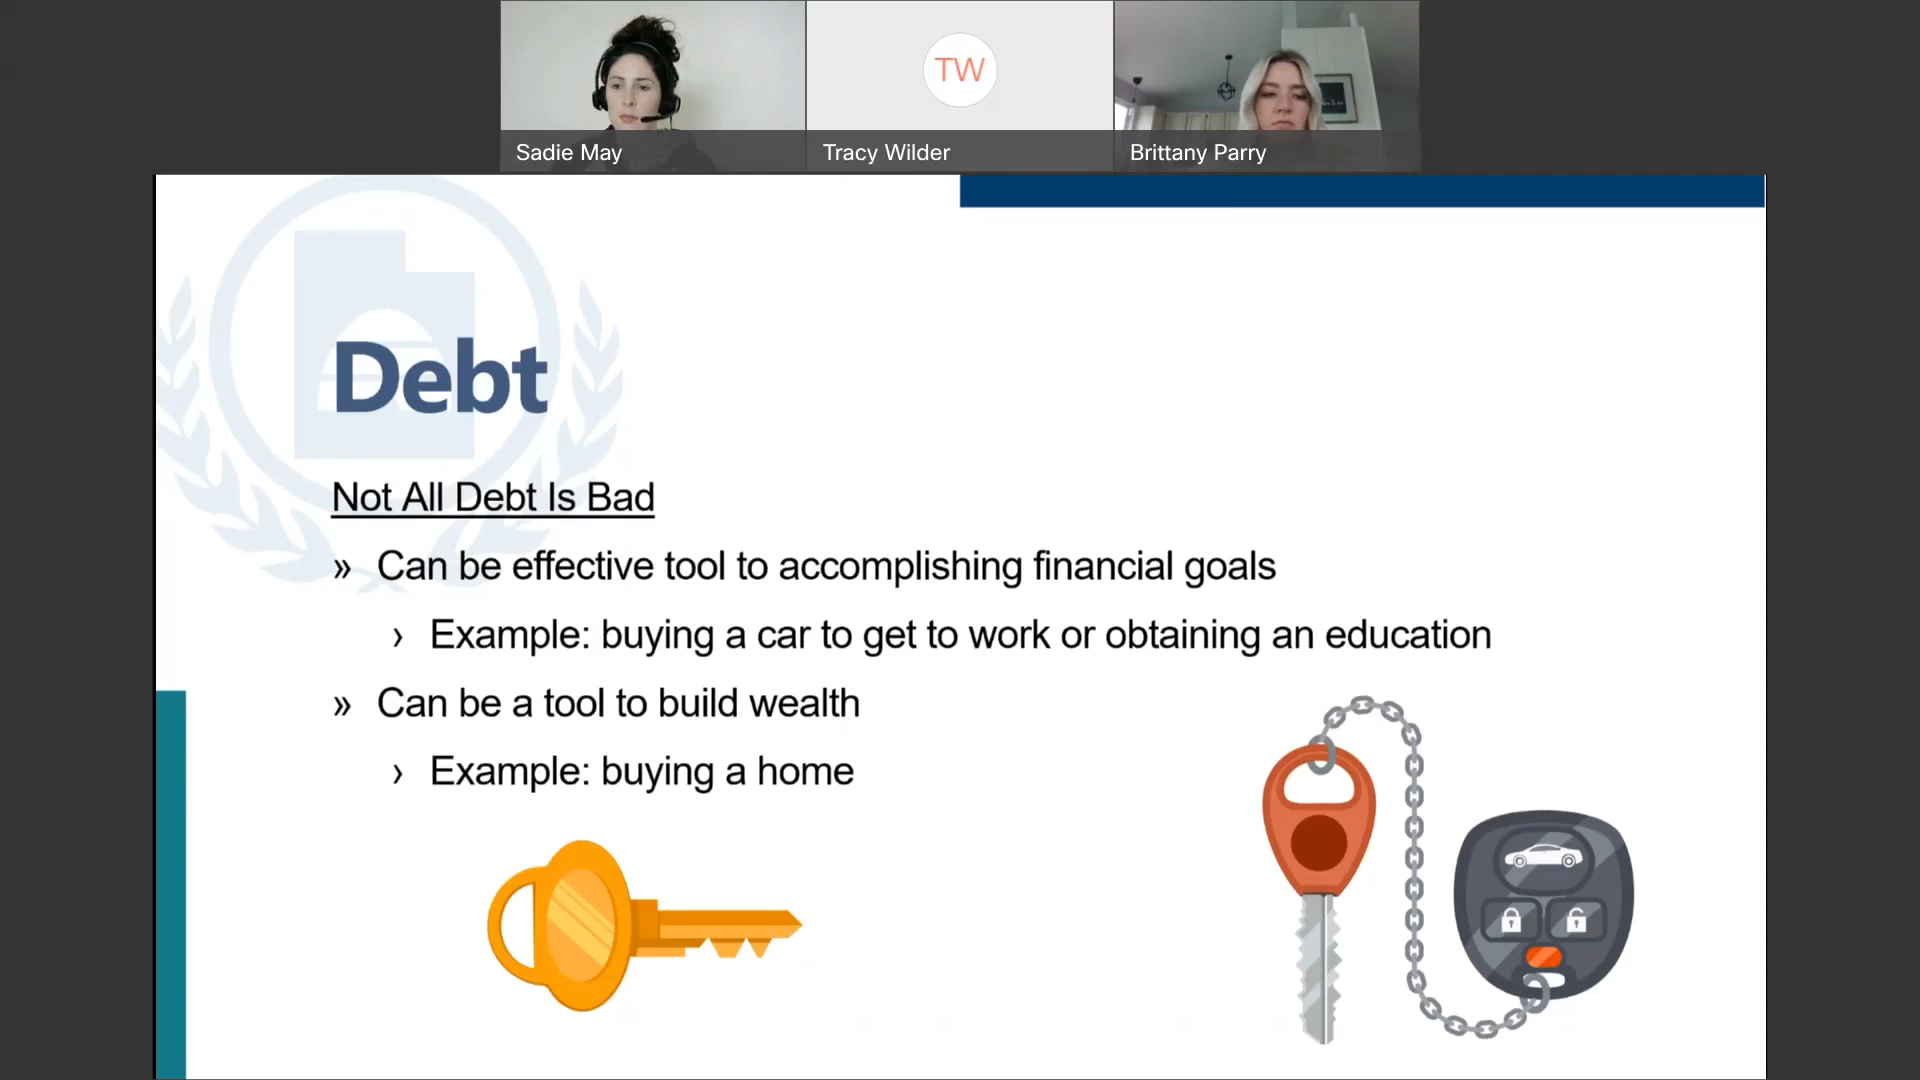 TW
Sadie May
Tracy Wilder
Brittany Parry
Debt
Not All Debt Is Bad
» Can be effective tool to accomplishing financial goals
› Example: buying a car to get to work or obtaining an education
» Can be a tool to build wealth
› Example: buying a home